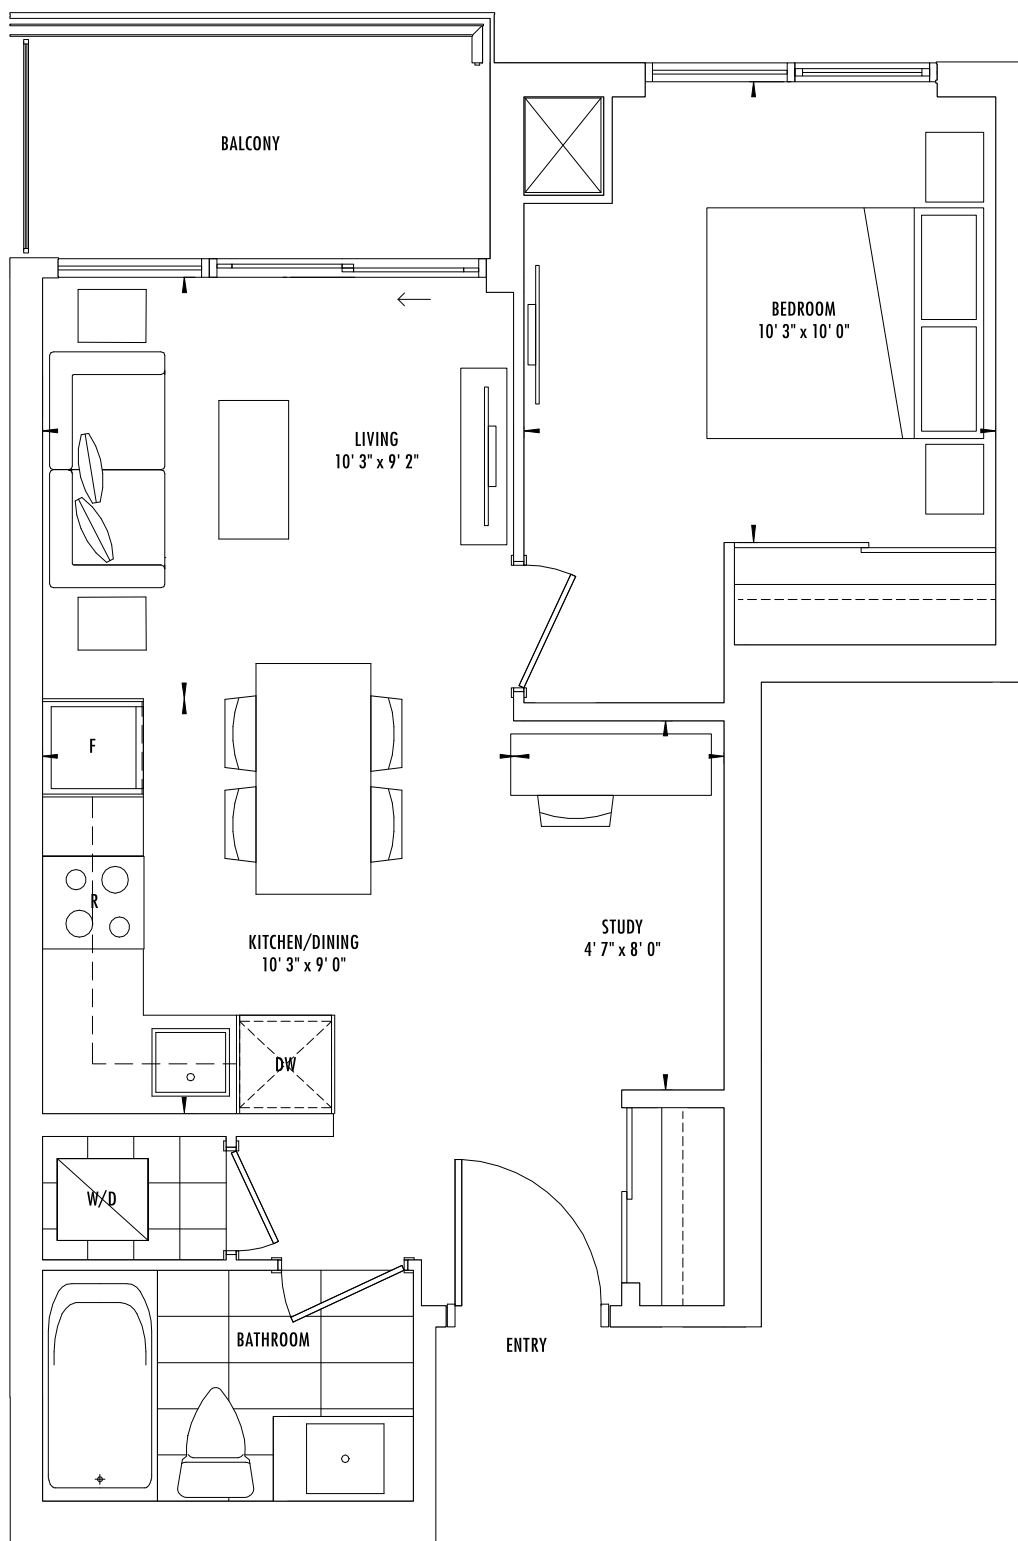 BALCONY
BEDROOM
10' 3" x 10' 0"
LIVING
10' 3" x 9' 2"
F
R
STUDY
4' 7" x 8' 0"
KITCHEN/DINING
10' 3" x 9' 0"
DW
W/D
BATHROOM
ENTRY